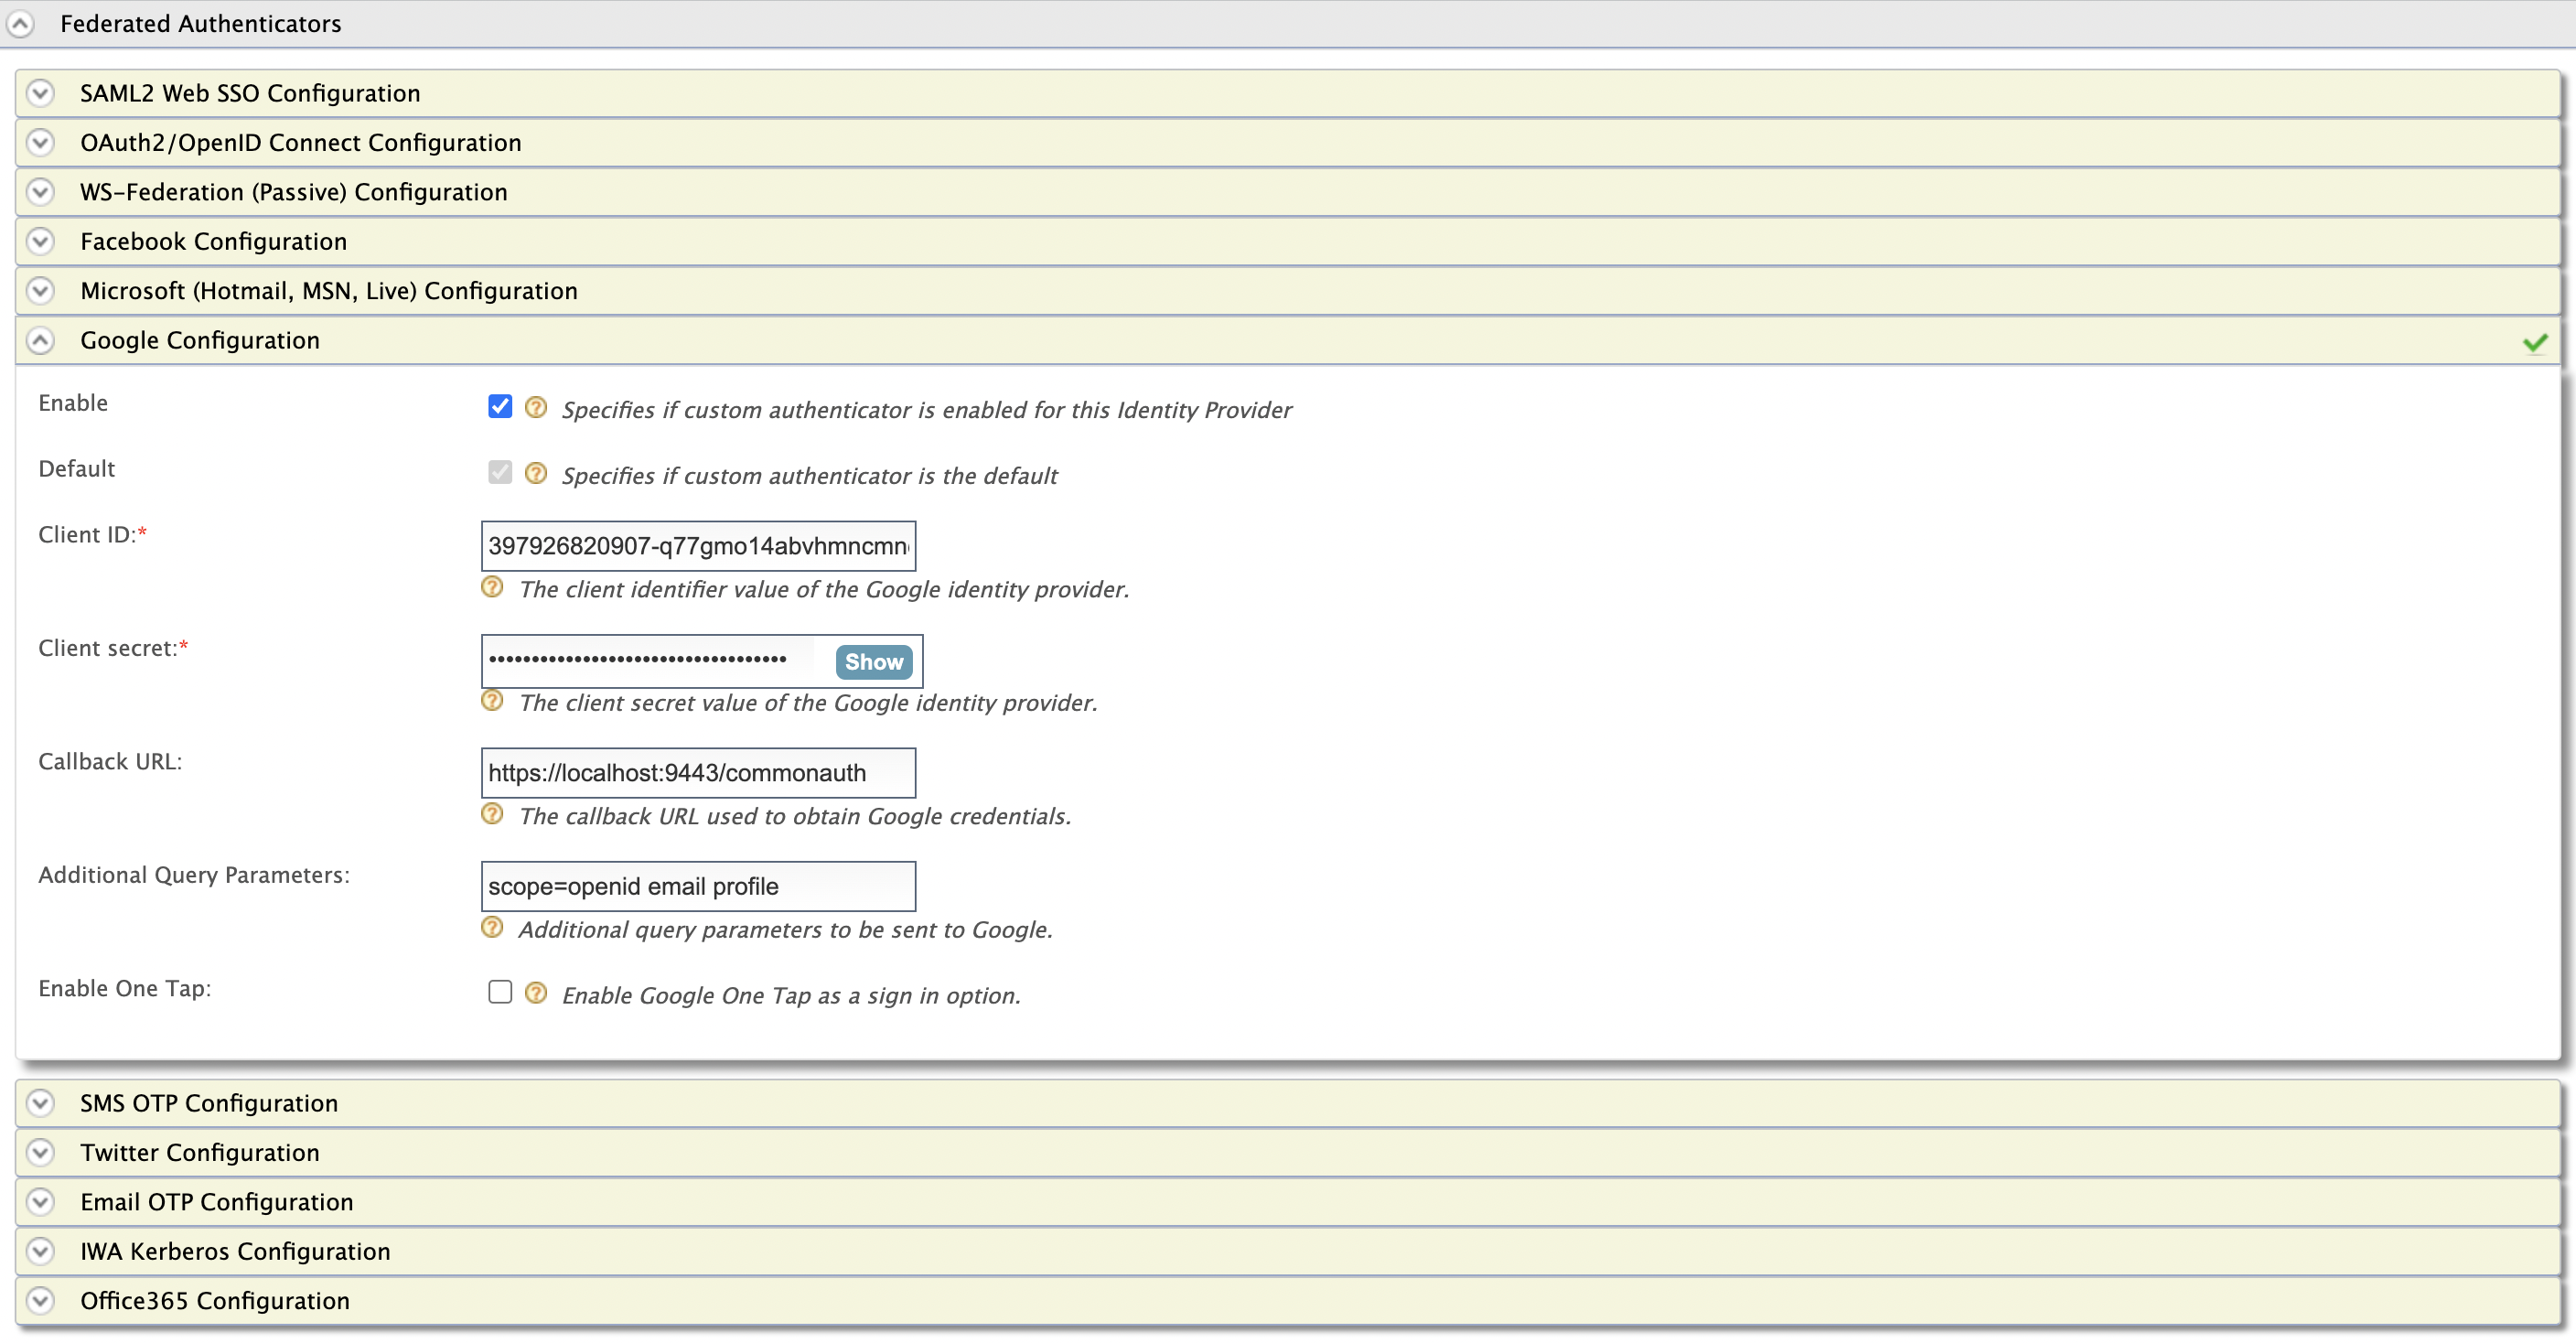 Federated Authenticators
SAML2 Web SSO Configuration
OAuth2/OpenID Connect Configuration
WS-Federation (Passive) Configuration
Facebook Configuration
Microsoft (Hotmail, MSN, Live) Configuration
Google Configuration
Enable
Specifies if custom authenticator is enabled for this Identity Provider
Default
Specifies if custom authenticator is the default
Client ID:*
397926820907-q77gmo14abvhmncmn
The client identifier value of the Google identity provider.
Client secret:*
Show
The client secret value of the Google identity provider.
Callback URL:
https://localhost:9443/commonauth
The callback URL used to obtain Google credentials.
Additional Query Parameters:
scope=openid email profile
Additional query parameters to be sent to Google.
Enable One Tap:
Enable Google One Tap as a sign in option.
SMS OTP Configuration
Twitter Configuration
Email OTP Configuration
IWA Kerberos Configuration
Office365 Configuration